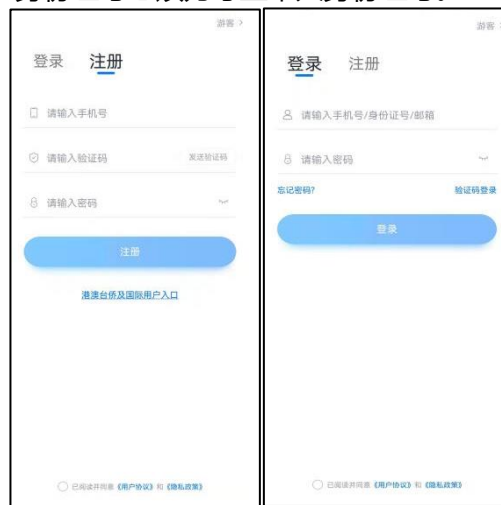 游客 >
登录 注册
请输入手机号
请输入验证码 发送验证码
请输入密码
注册
港澳台侨及国际用户入口
已阅读并同意《用户协议》和《隐私政策》
游客
登录 注册
请输入手机号/身份证号/邮箱
请输入密码
忘记密码? 验证码登录
登录
已阅读并同意《用户协议》和《隐私政策》